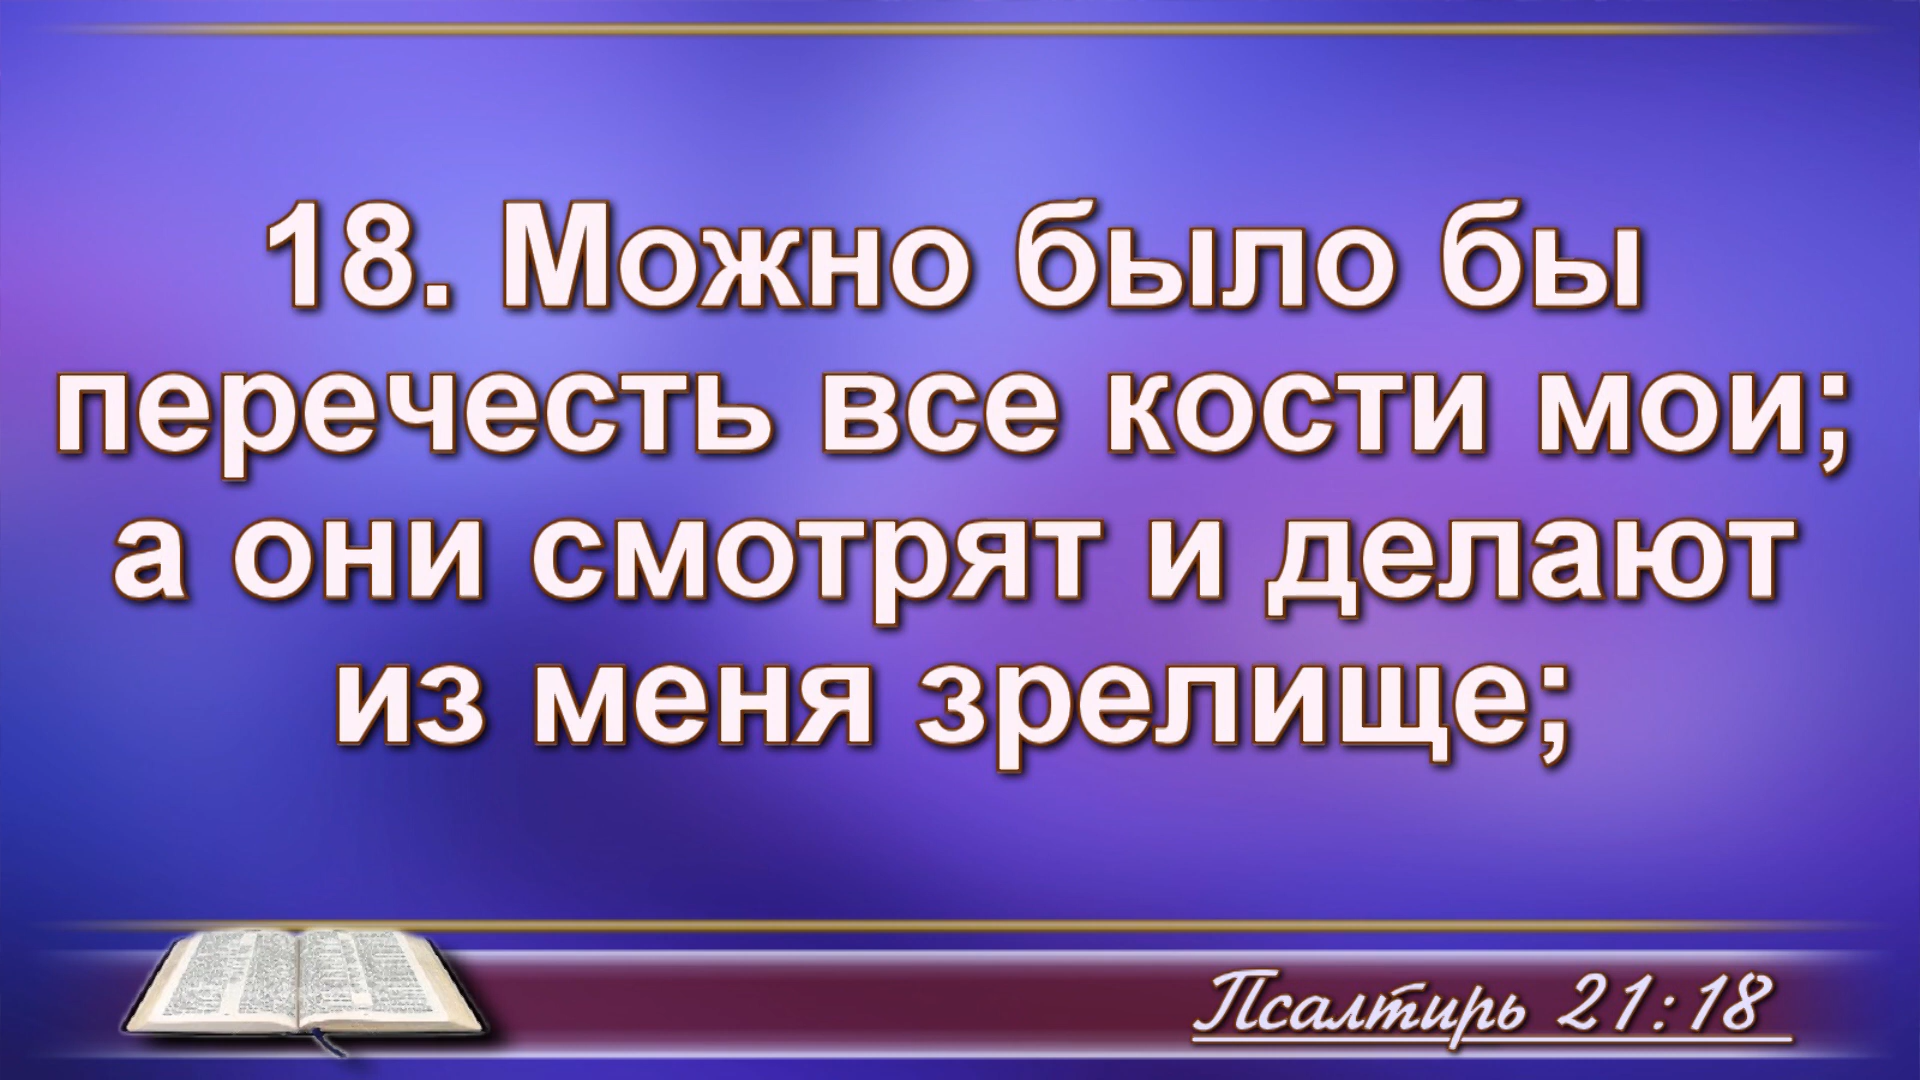 18. Можно было бы
перечесть все кости мои;
а они смотрят и делают
из меня зрелище;
Псалтирь 21:18